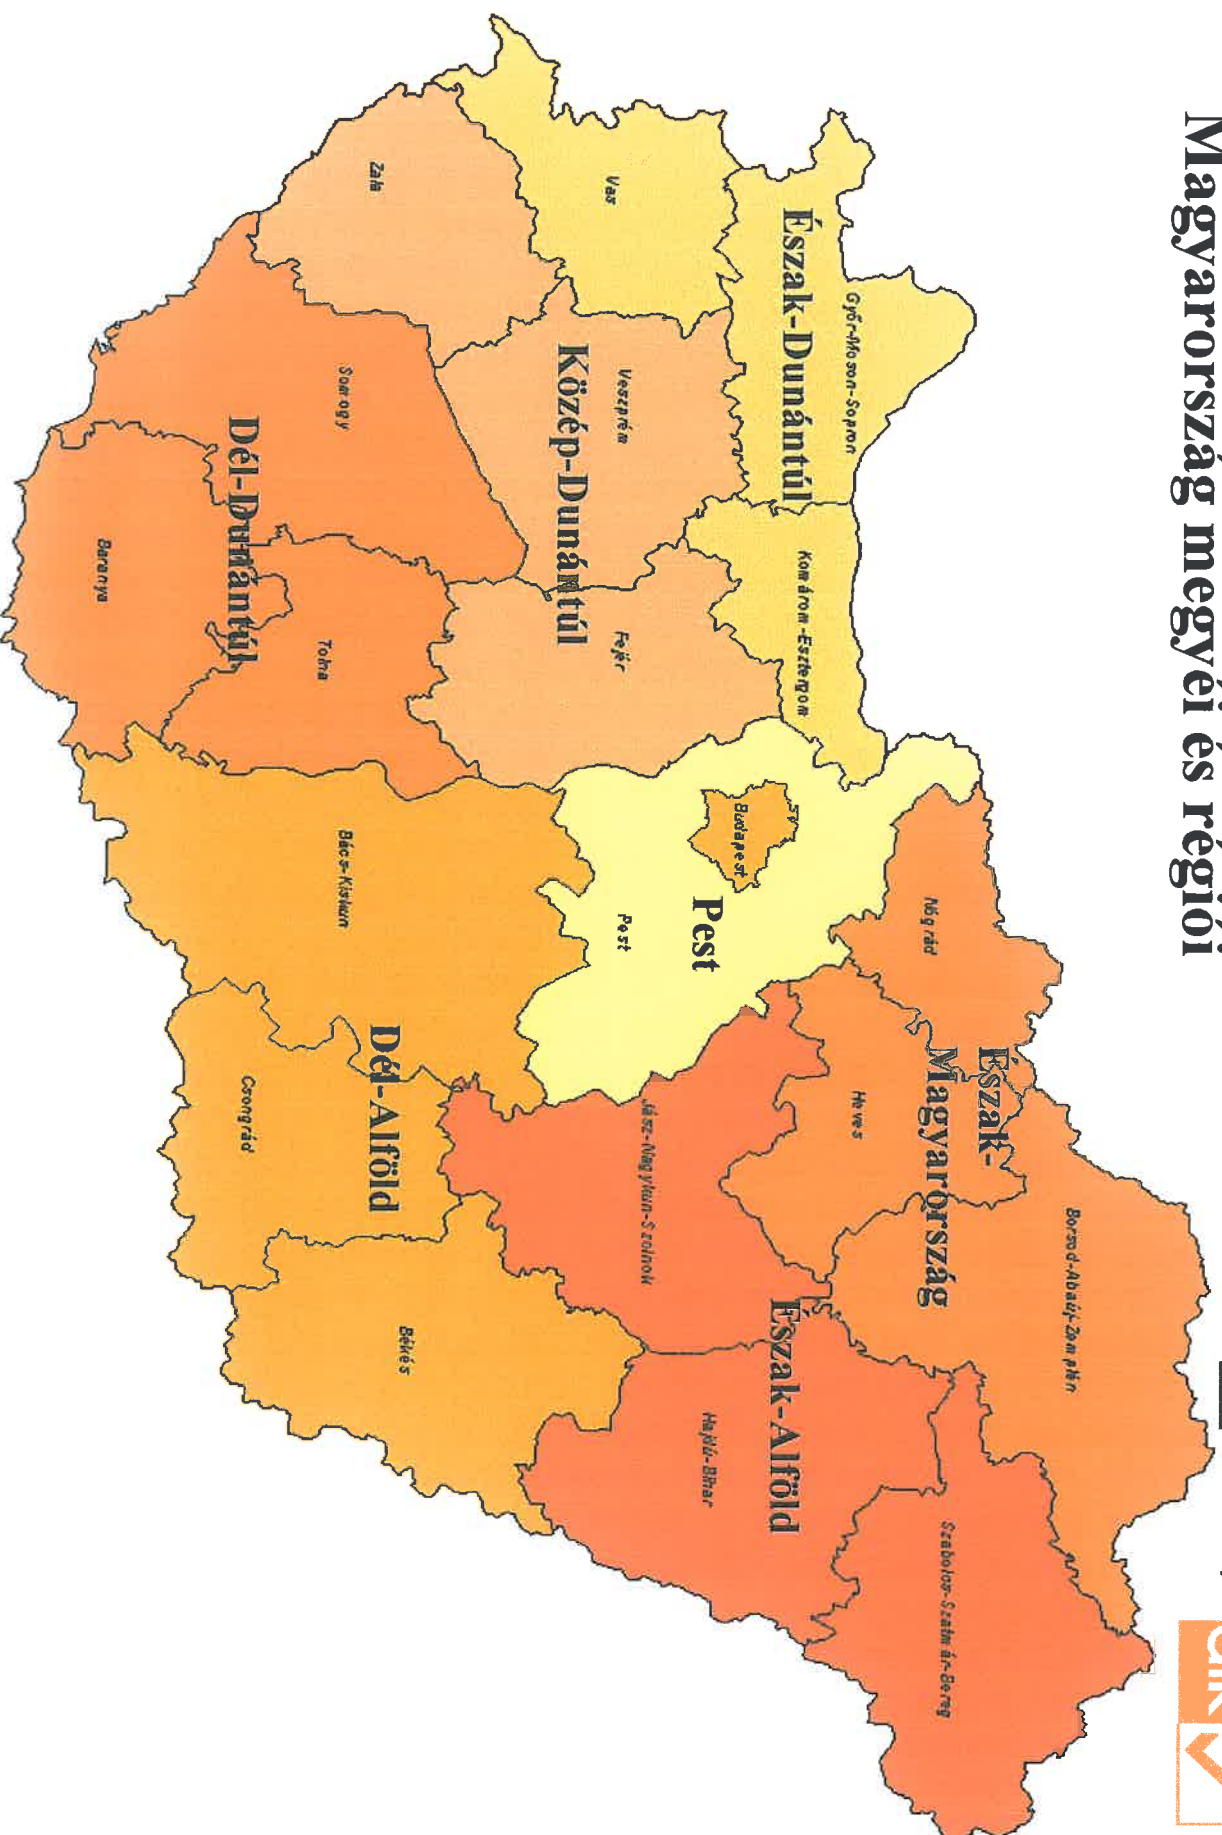 Magyarország megyéi és régiói
Észak-Dunántúl
Győr-Moson-Sopron
Vas
Komárom-Esztergom
Közép-Dunántúl
Veszprém
Zala
Fejér
Dél-Dunántúl
Somogy
Tolna
Baranya
Pest
Budapest
Pest
Észak-
Magyarország
Nógrád
Heves
Borsod-Abaúj-Zemplén
Észak-Alföld
Jász-Nagykun-Szolnok
Hajdú-Bihar
Szabolcs-Szatmár-Bereg
Dél-Alföld
Bács-Kiskun
Csongrád
Békés